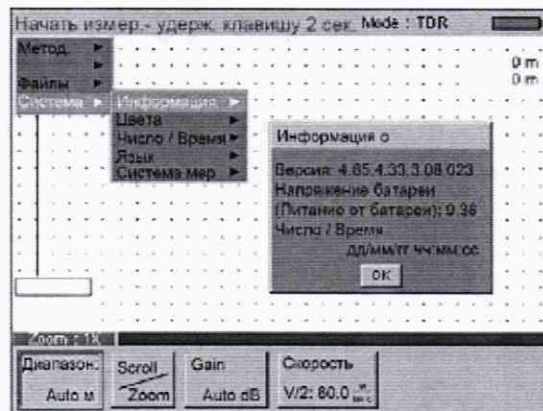 Начать измер.- удерж. клавишу 2 сек. Mode : TDR
Метод
0 m
Файлы
0 m
Система Информация
Цвета
Число / Время
Язык
Система мер
Информация о
Версия: 4.65,4.33,3.08,023
Напряжение батареи
(Питание от батареи): 9.36
Число / Время
дд/мм/гг чч:мм:сс
ОК
Zoom : 1X
Диапазон:
Auto м
Scroll
Zoom
Gain
Auto dB
Скорость
V/2: 80.0